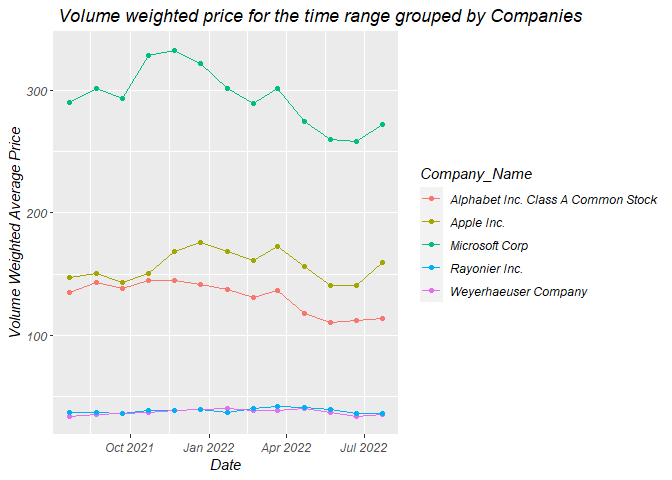 Volume weighted price for the time range grouped by Companies
Volume Weighted Average Price
300
200
100
Oct 2021
Jan 2022
Apr 2022
Jul 2022
Date
Company_Name
Alphabet Inc. Class A Common Stock
Apple Inc.
Microsoft Corp
Rayonier Inc.
Weyerhaeuser Company